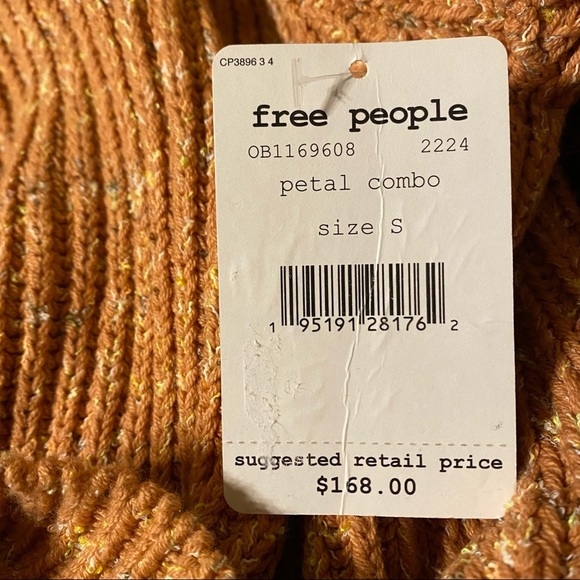 CP3896 3 4
free people
OB1169608 2224
petal combo
size S
1 95191 28176 2
suggested retail price
$168.00